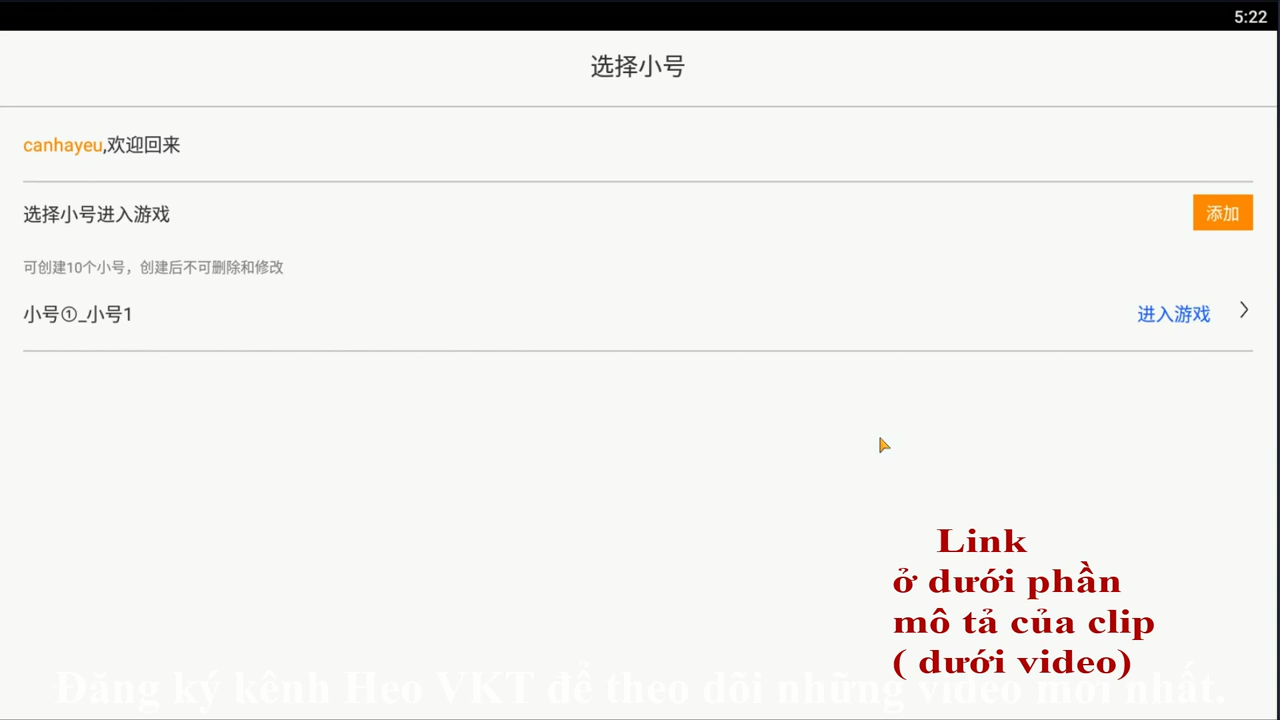 5:22
选择小号
canhayeu,欢迎回来
选择小号进入游戏
添加
可创建10个小号，创建后不可删除和修改
小号①_小号1
进入游戏
Link
ở dưới phần
mô tả của clip
( dưới video)
Đăng ký kênh Heo VKT để theo dõi những video mới nhất.